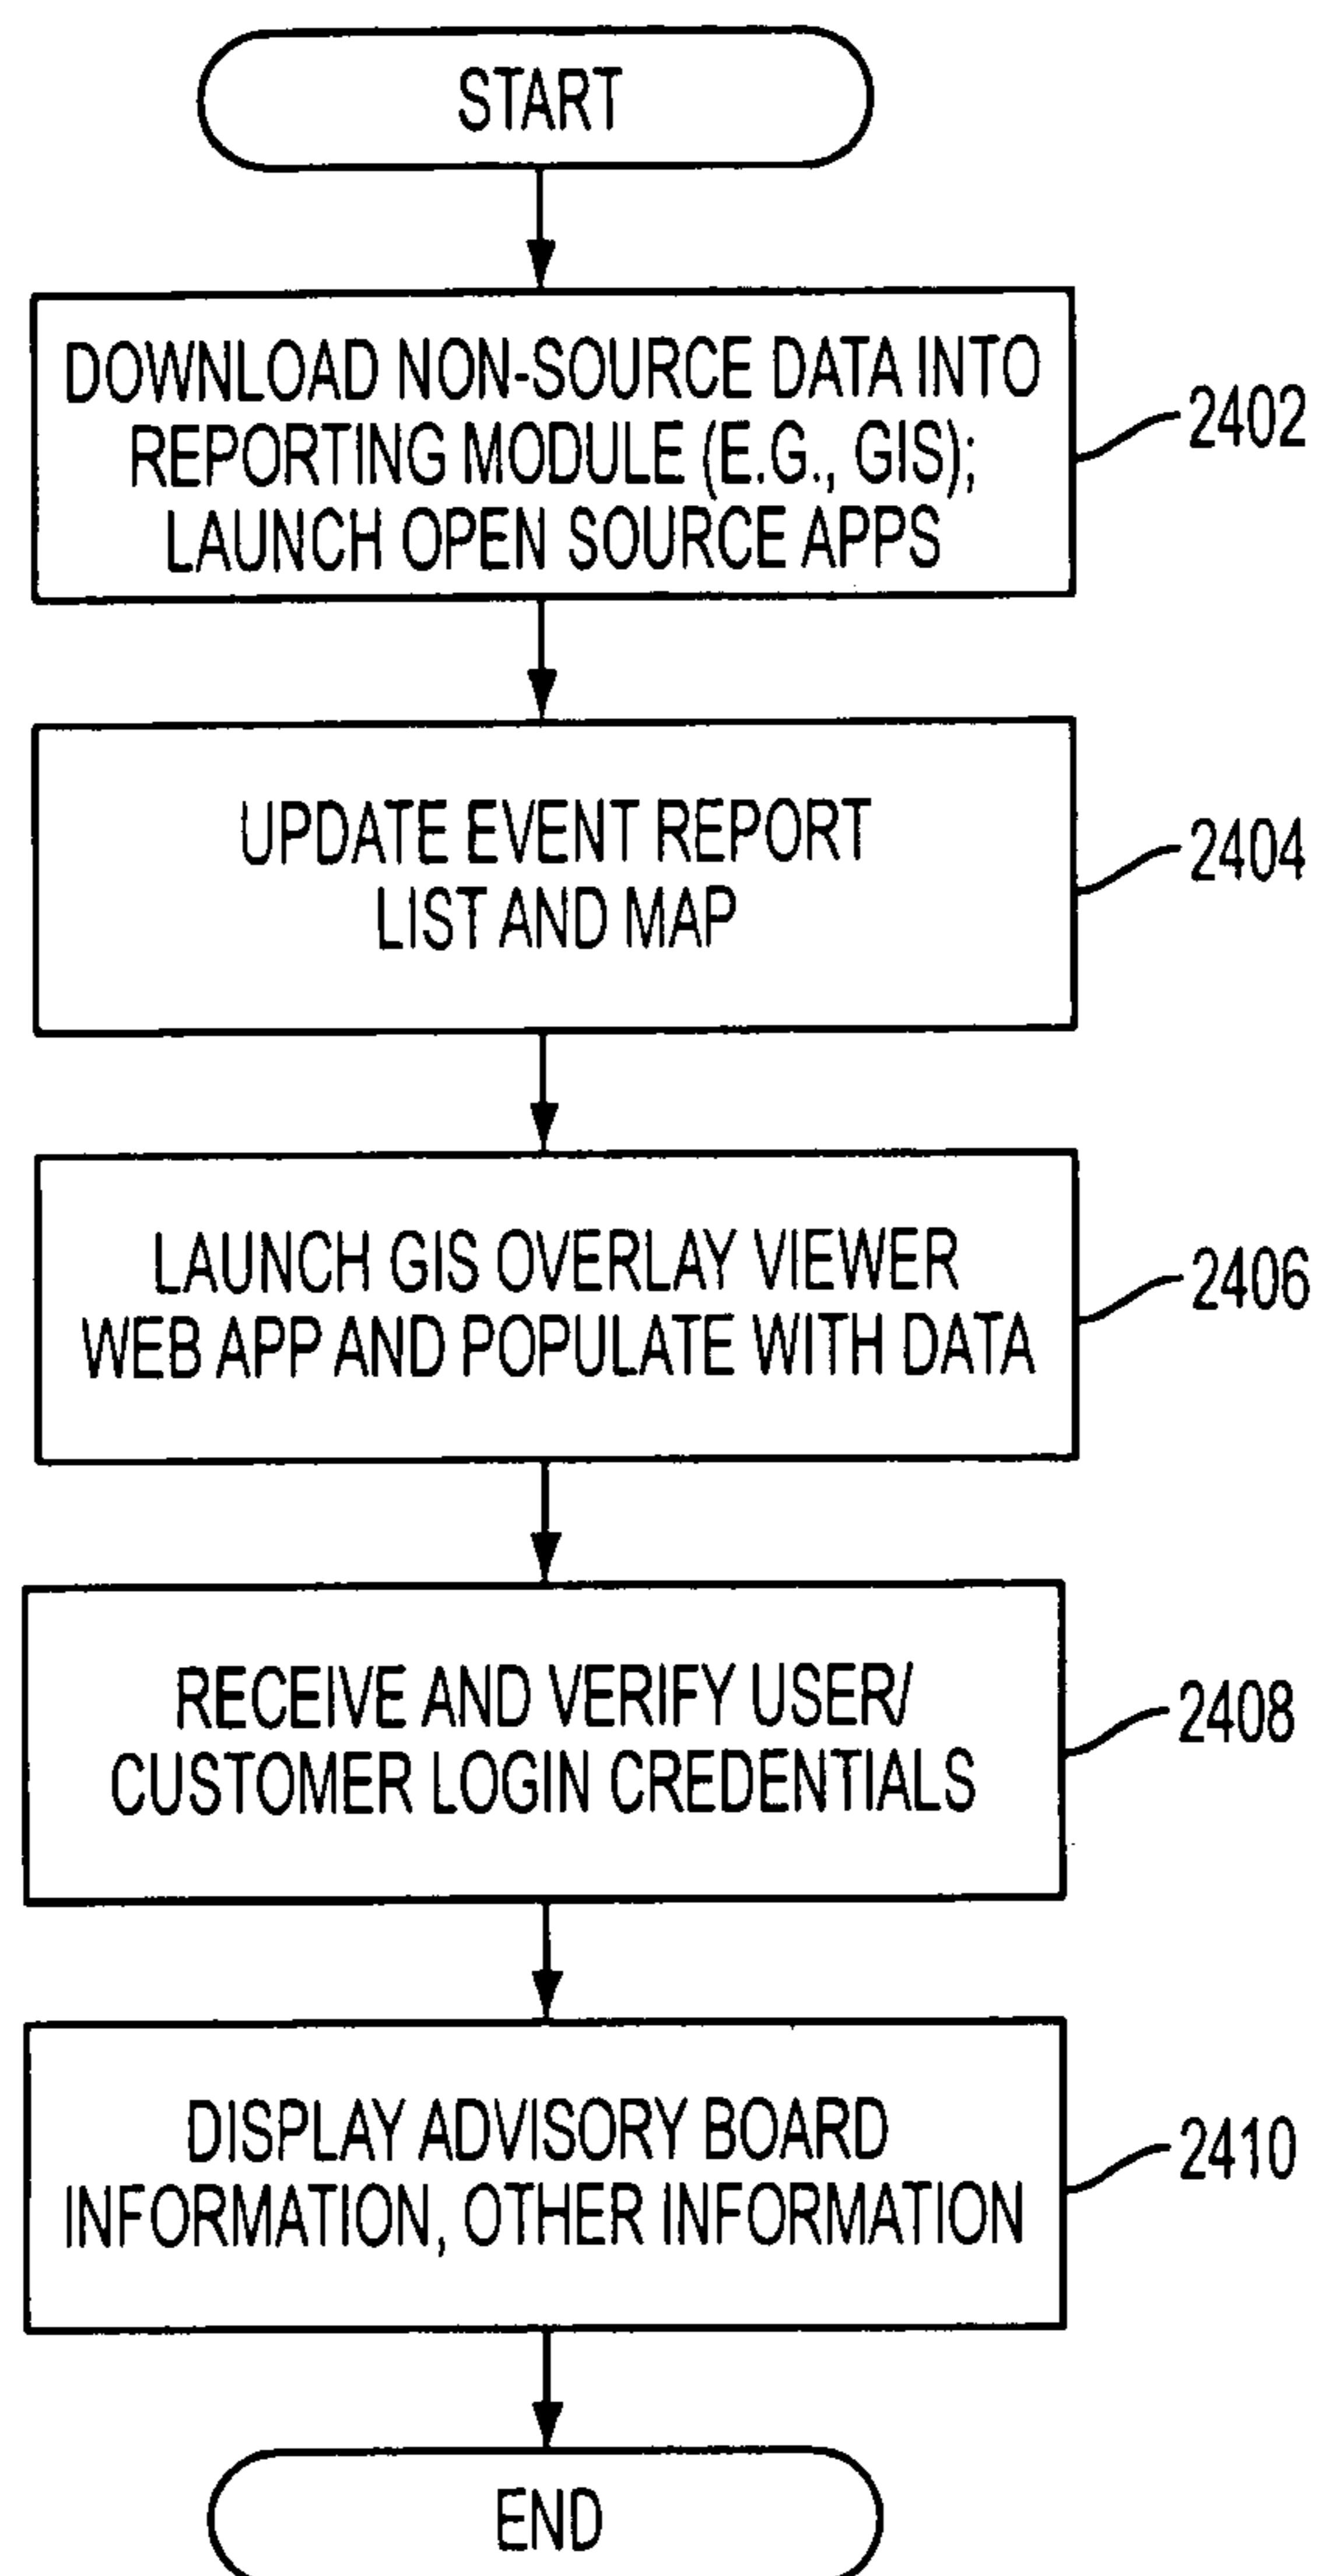 START
DOWNLOAD NON-SOURCE DATA INTO
REPORTING MODULE (E.G., GIS);
LAUNCH OPEN SOURCE APPS
2402
UPDATE EVENT REPORT
LIST AND MAP
2404
LAUNCH GIS OVERLAY VIEWER
WEB APP AND POPULATE WITH DATA
2406
RECEIVE AND VERIFY USER/
CUSTOMER LOGIN CREDENTIALS
2408
DISPLAY ADVISORY BOARD
INFORMATION, OTHER INFORMATION
2410
END